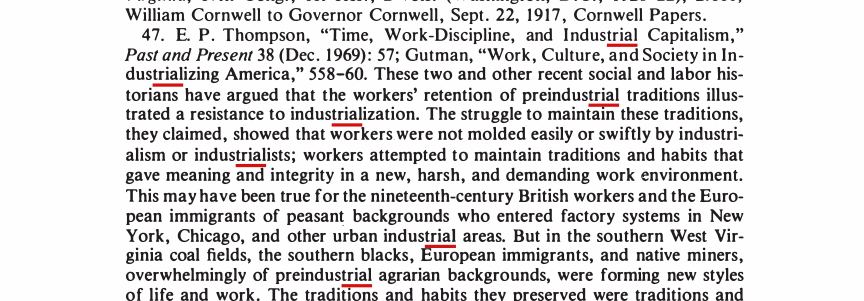 William Cornwell to Governor Cornwell, Sept. 22, 1917, Cornwell Papers.
47. E. P. Thompson, “Time, Work-Discipline, and Industrial Capitalism,”
Past and Present 38 (Dec. 1969): 57; Gutman, “Work, Culture, and Society in In-
dustrializing America,” 558–60. These two and other recent social and labor his-
torians have argued that the workers’ retention of preindustrial traditions illus-
trated a resistance to industrialization. The struggle to maintain these traditions,
they claimed, showed that workers were not molded easily or swiftly by industri-
alism or industrialists; workers attempted to maintain traditions and habits that
gave meaning and integrity in a new, harsh, and demanding work environment.
This may have been true for the nineteenth-century British workers and the Euro-
pean immigrants of peasant backgrounds who entered factory systems in New
York, Chicago, and other urban industrial areas. But in the southern West Vir-
ginia coal fields, the southern blacks, European immigrants, and native miners,
overwhelmingly of preindustrial agrarian backgrounds, were forming new styles
of life and work. The traditions and habits they preserved were traditions and